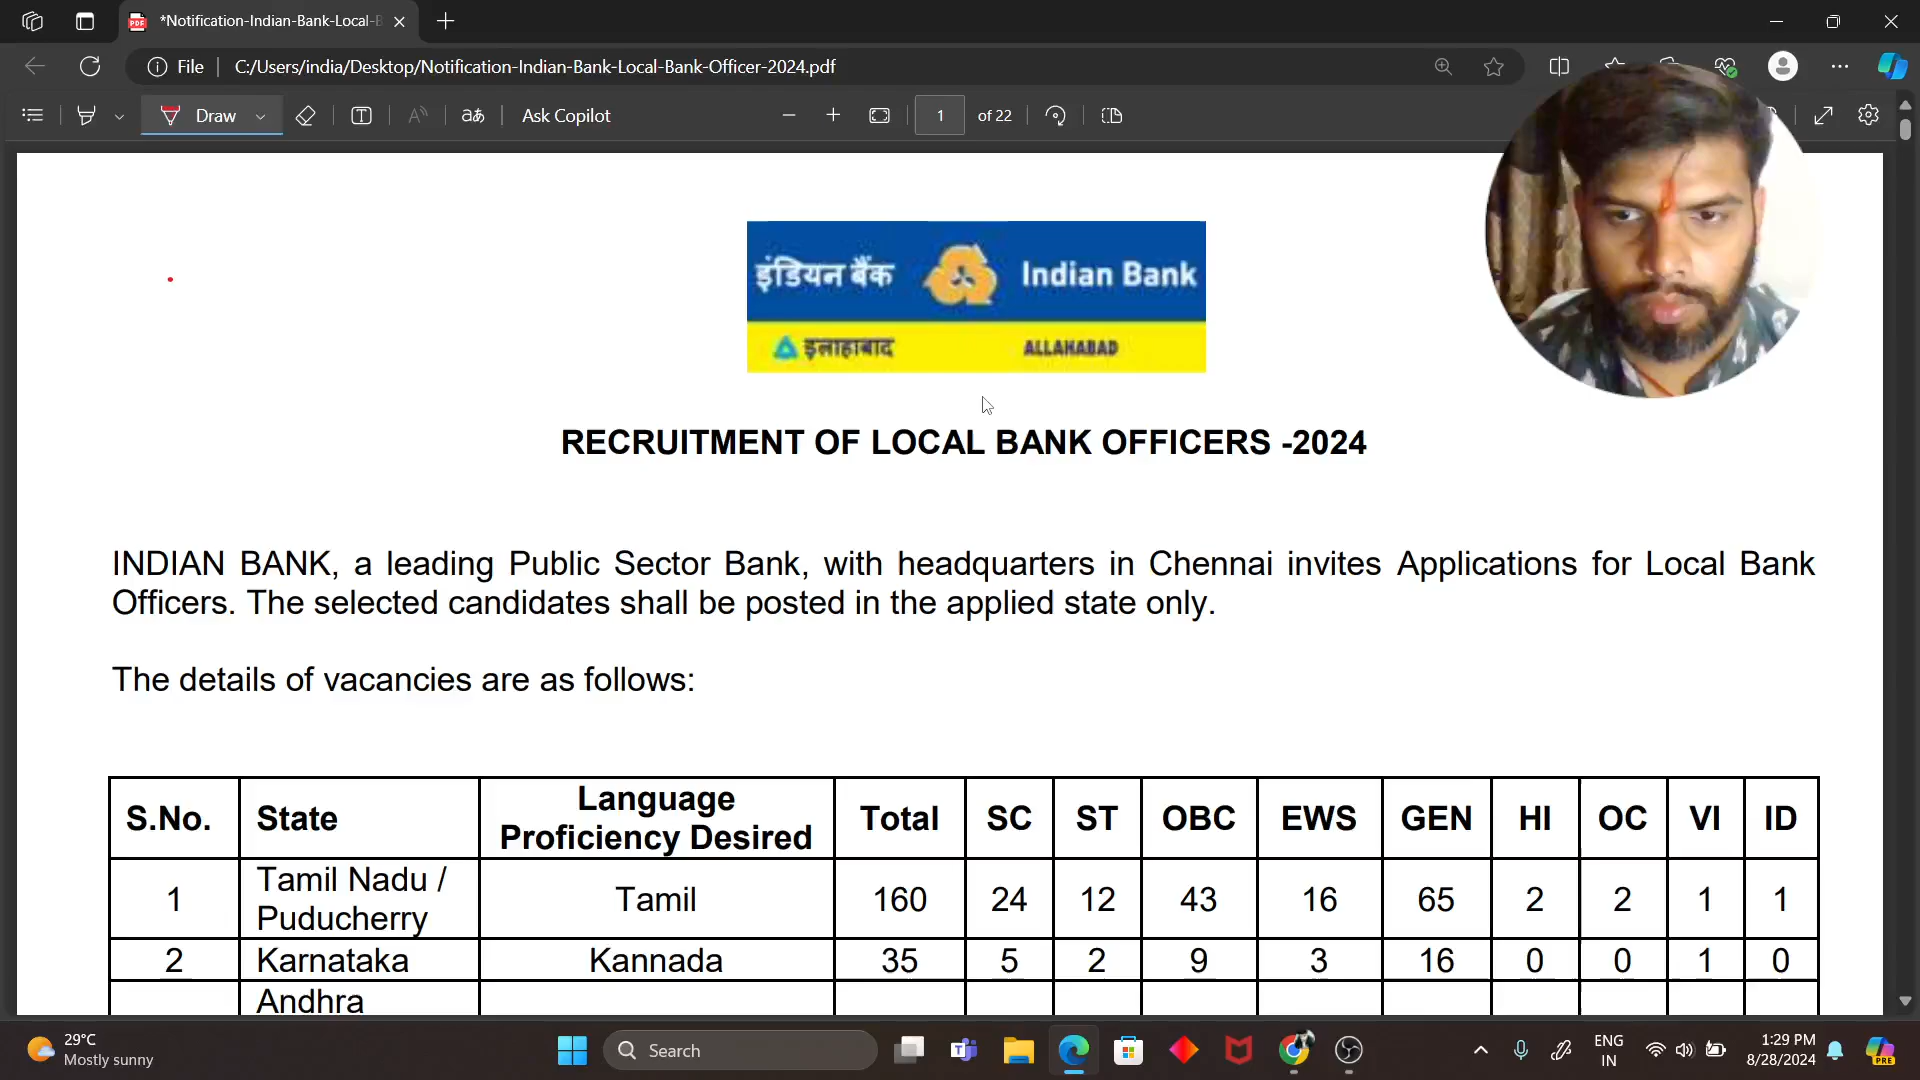 *Notification-Indian-Bank-Local-B
File
C:/Users/india/Desktop/Notification-Indian-Bank-Local-Bank-Officer-2024.pdf
Draw
aあ
Ask Copilot
1 of 22
इंडियन बैंक Indian Bank
इलाहाबाद ALLAHABAD
RECRUITMENT OF LOCAL BANK OFFICERS -2024
INDIAN BANK, a leading Public Sector Bank, with headquarters in Chennai invites Applications for Local Bank
Officers. The selected candidates shall be posted in the applied state only.
The details of vacancies are as follows:
S.No. State Language Proficiency Desired Total SC ST OBC EWS GEN HI OC VI ID
1 Tamil Nadu / Puducherry Tamil 160 24 12 43 16 65 2 2 1 1
2 Karnataka Kannada 35 5 2 9 3 16 0 0 1 0
Andhra
29°C
Mostly sunny
Search
ENG
IN
1:29 PM
8/28/2024
PRE